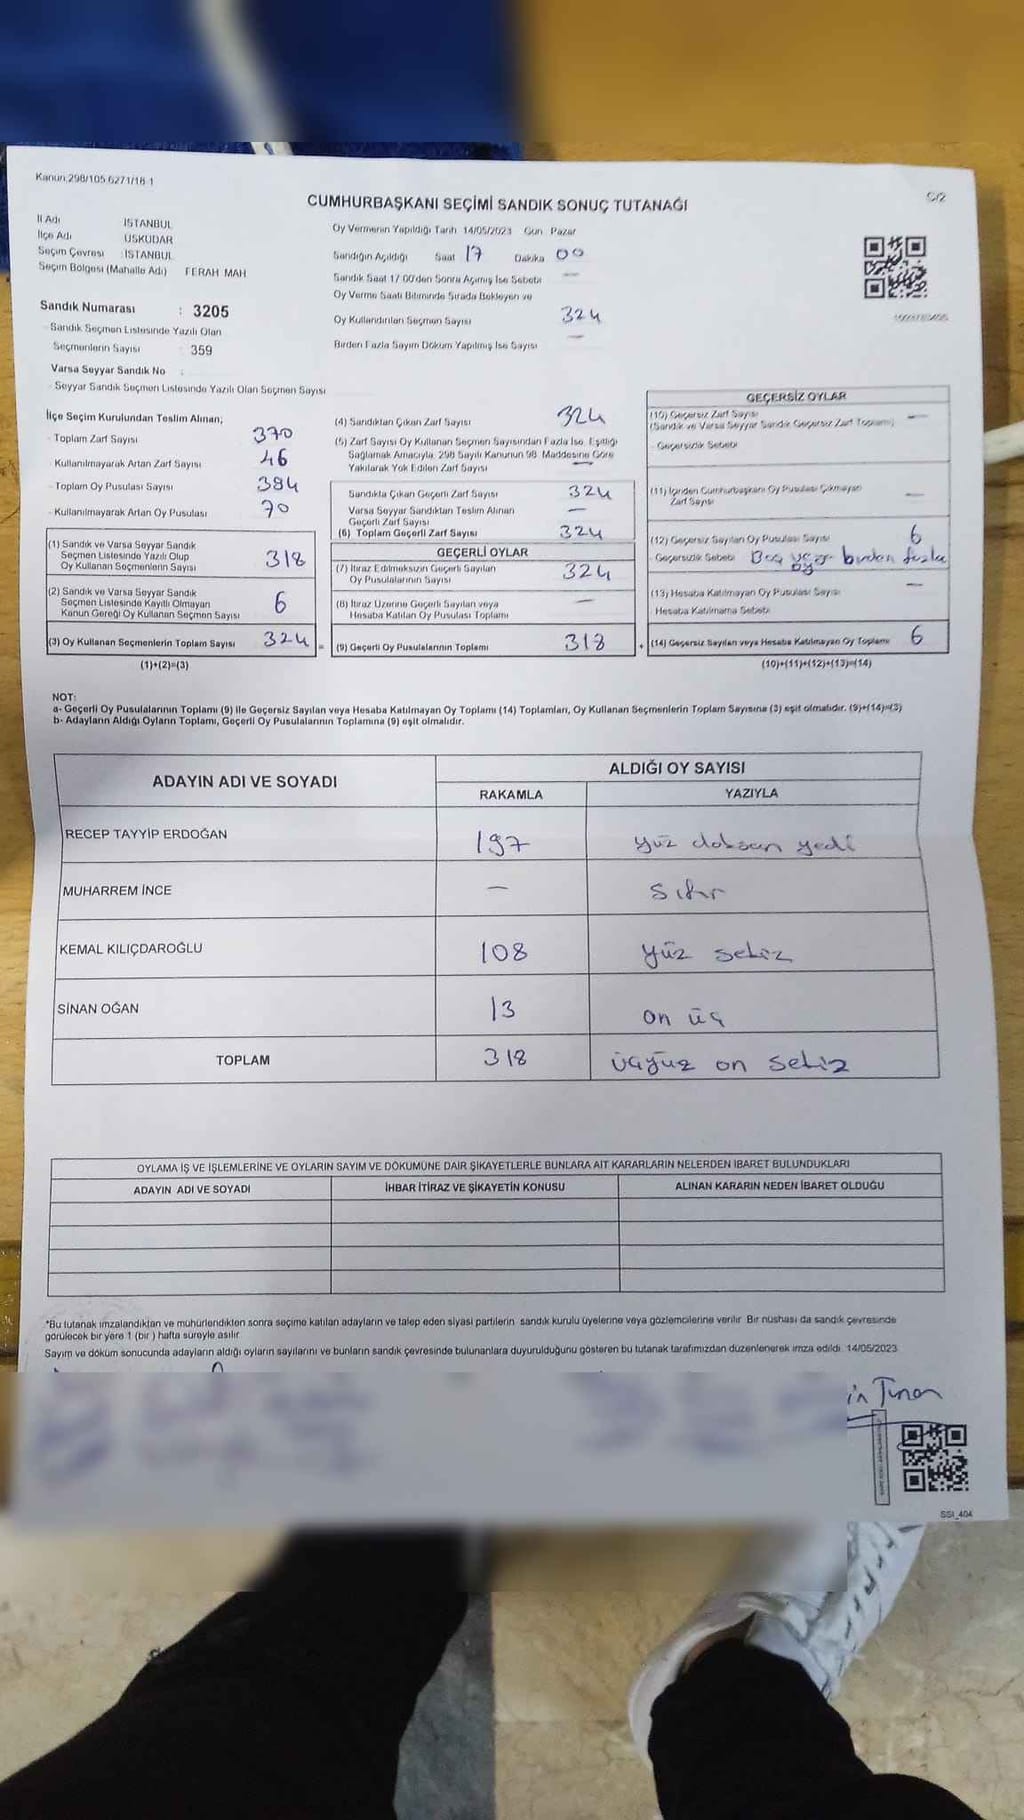 Kanun:298/105 6271/18-1
C/2
CUMHURBAŞKANI SEÇİMİ SANDIK SONUÇ TUTANAĞI
İl Adı İSTANBUL
İlçe Adı ÜSKÜDAR
Seçim Çevresi :İSTANBUL
Seçim Bölgesi (Mahalle Adı) FERAH MAH
Oy Vermenin Yapıldığı Tarih 14/05/2023 Gün Pazar
Sandığın Açıldığı Saat 17 Dakika 00
Sandık Saat 17:00'den Sonra Açımış İse Sebebi —
Oy Verme Saati Bitiminde Sırada Bekleyen ve
Oy Kullandırılan Seçmen Sayısı 324
Birden Fazla Sayım Döküm Yapılmış İse Sayısı —
Sandık Numarası : 3205
- Sandık Seçmen Listesinde Yazılı Olan
Seçmenlerin Sayısı : 359
Varsa Seyyar Sandık No :
- Seyyar Sandık Seçmen Listesinde Yazılı Olan Seçmen Sayısı
İlçe Seçim Kurulundan Teslim Alınan;
- Toplam Zarf Sayısı 370
- Kullanılmayarak Artan Zarf Sayısı 46
- Toplam Oy Pusulası Sayısı 394
- Kullanılmayarak Artan Oy Pusulası 70
(1) Sandık ve Varsa Seyyar Sandık
Seçmen Listesinde Yazılı Olup
Oy Kullanan Seçmenlerin Sayısı 318
(2) Sandık ve Varsa Seyyar Sandık
Seçmen Listesinde Kayıtlı Olmayan
Kanun Gereği Oy Kullanan Seçmen Sayısı 6
(3) Oy Kullanan Seçmenlerin Toplam Sayısı 324 =
(1)+(2)=(3)
(4) Sandıktan Çıkan Zarf Sayısı 324
(5) Zarf Sayısı Oy Kullanan Seçmen Sayısından Fazla İse, Eşitliği
Sağlamak Amacıyla, 298 Sayılı Kanunun 98. Maddesine Göre
Yakılarak Yok Edilen Zarf Sayısı —
Sandıkta Çıkan Geçerli Zarf Sayısı 324
Varsa Seyyar Sandıktan Teslim Alınan
Geçerli Zarf Sayısı —
(6) Toplam Geçerli Zarf Sayısı 324
GEÇERLİ OYLAR
(7) İtiraz Edilmeksizin Geçerli Sayılan
Oy Pusulalarının Sayısı 324
(8) İtiraz Üzerine Geçerli Sayılan veya
Hesaba Katılan Oy Pusulası Toplamı —
(9) Geçerli Oy Pusulalarının Toplamı 318 +
GEÇERSİZ OYLAR
(10) Geçersiz Zarf Sayısı —
(Sandık ve Varsa Seyyar Sandık Geçersiz Zarf Toplamı)
- Geçersizlik Sebebi
(11) İçinden Cumhurbaşkanı Oy Pusulası Çıkmayan
Zarf Sayısı —
(12) Geçersiz Sayılan Oy Pusulası Sayısı 6
- Geçersizlik Sebebi Boş veya birden fazla
oy
(13) Hesaba Katılmayan Oy Pusulası Sayısı —
Hesaba Katılmama Sebebi
(14) Geçersiz Sayılan veya Hesaba Katılmayan Oy Toplamı 6
(10)+(11)+(12)+(13)=(14)
NOT:
a- Geçerli Oy Pusulalarının Toplamı (9) ile Geçersiz Sayılan veya Hesaba Katılmayan Oy Toplamı (14) Toplamları, Oy Kullanan Seçmenlerin Toplam Sayısına (3) eşit olmalıdır. (9)+(14)=(3)
b- Adayların Aldığı Oyların Toplamı, Geçerli Oy Pusulalarının Toplamına (9) eşit olmalıdır.
ADAYIN ADI VE SOYADI
ALDIĞI OY SAYISI
RAKAMLA YAZIYLA
RECEP TAYYİP ERDOĞAN 197 yüz doksan yedi
MUHARREM İNCE — sıfır
KEMAL KILIÇDAROĞLU 108 yüz sekiz
SİNAN OĞAN 13 on üç
TOPLAM 318 üçyüz on sekiz
OYLAMA İŞ VE İŞLEMLERİNE VE OYLARIN SAYIM VE DÖKÜMÜNE DAİR ŞİKAYETLERLE BUNLARA AİT KARARLARIN NELERDEN İBARET BULUNDUKLARI
ADAYIN ADI VE SOYADI İHBAR İTİRAZ VE ŞİKAYETİN KONUSU ALINAN KARARIN NEDEN İBARET OLDUĞU
*Bu tutanak imzalandıktan ve mühürlendikten sonra seçime katılan adayların ve talep eden siyasi partilerin sandık kurulu üyelerine veya gözlemcilerine verilir. Bir nüshası da sandık çevresinde
görülecek bir yere 1 (bir) hafta süreyle asılır.
Sayım ve döküm sonucunda adayların aldığı oyların sayılarını ve bunların sandık çevresinde bulunanlara duyurulduğunu gösteren bu tutanak tarafımızdan düzenlenerek imza edildi. 14/05/2023
SSI_404